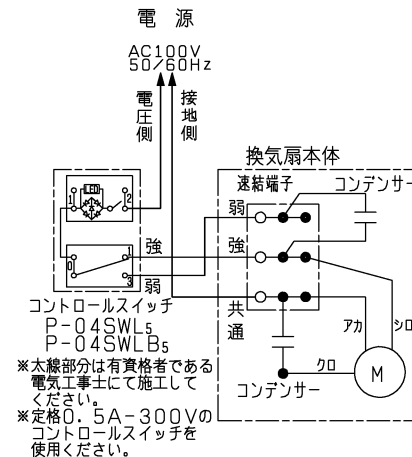 電源
AC100V
50/60Hz
電圧側
接地側
換気扇本体
速結端子
コンデンサー
LED
1
2
弱
強
強
0
1
3
弱
共通
コントロールスイッチ
P-04SWL5
P-04SWLB5
アカ
シロ
クロ
M
コンデンサー
※太線部分は有資格者である
電気工事士にて施工して
ください。
※定格0.5A-300Vの
コントロールスイッチを
使用ください。